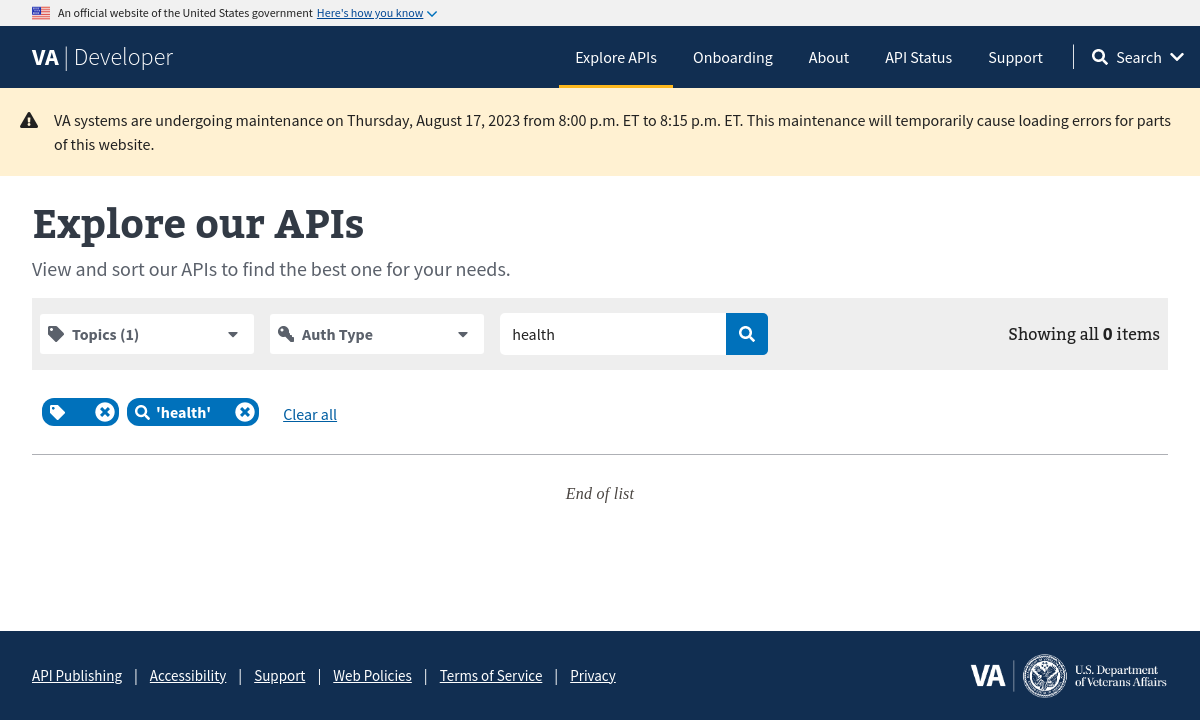 An official website of the United States government Here's how you know
VA | Developer
Explore APIs
Onboarding
About
API Status
Support
Search
VA systems are undergoing maintenance on Thursday, August 17, 2023 from 8:00 p.m. ET to 8:15 p.m. ET. This maintenance will temporarily cause loading errors for parts
of this website.
Explore our APIs
View and sort our APIs to find the best one for your needs.
Topics (1)
Auth Type
health
Showing all 0 items
'health'
Clear all
End of list
API Publishing | Accessibility | Support | Web Policies | Terms of Service | Privacy
VA
U.S. Department
of Veterans Affairs